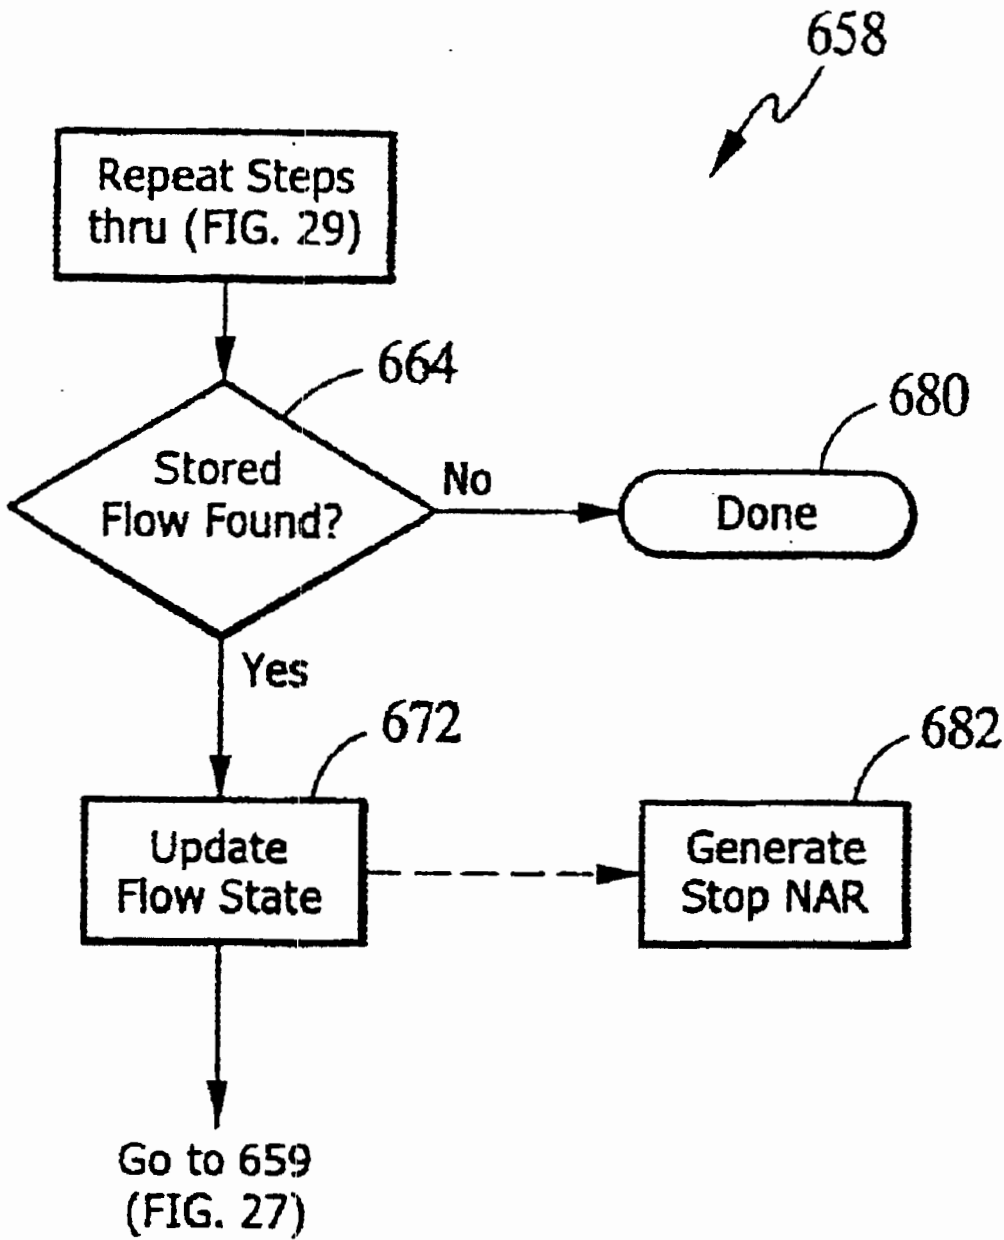 658
Repeat Steps
thru (FIG. 29)
664
Stored
Flow Found?
No
680
Done
Yes
672
Update
Flow State
682
Generate
Stop NAR
Go to 659
(FIG. 27)